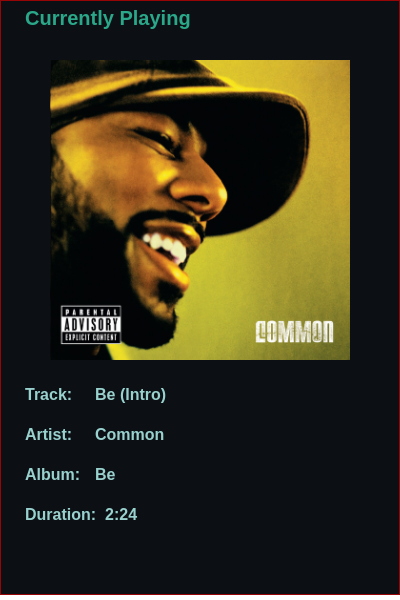 Currently Playing
PARENTAL
ADVISORY
EXPLICIT CONTENT
COMMON
Track: Be (Intro)
Artist: Common
Album: Be
Duration: 2:24